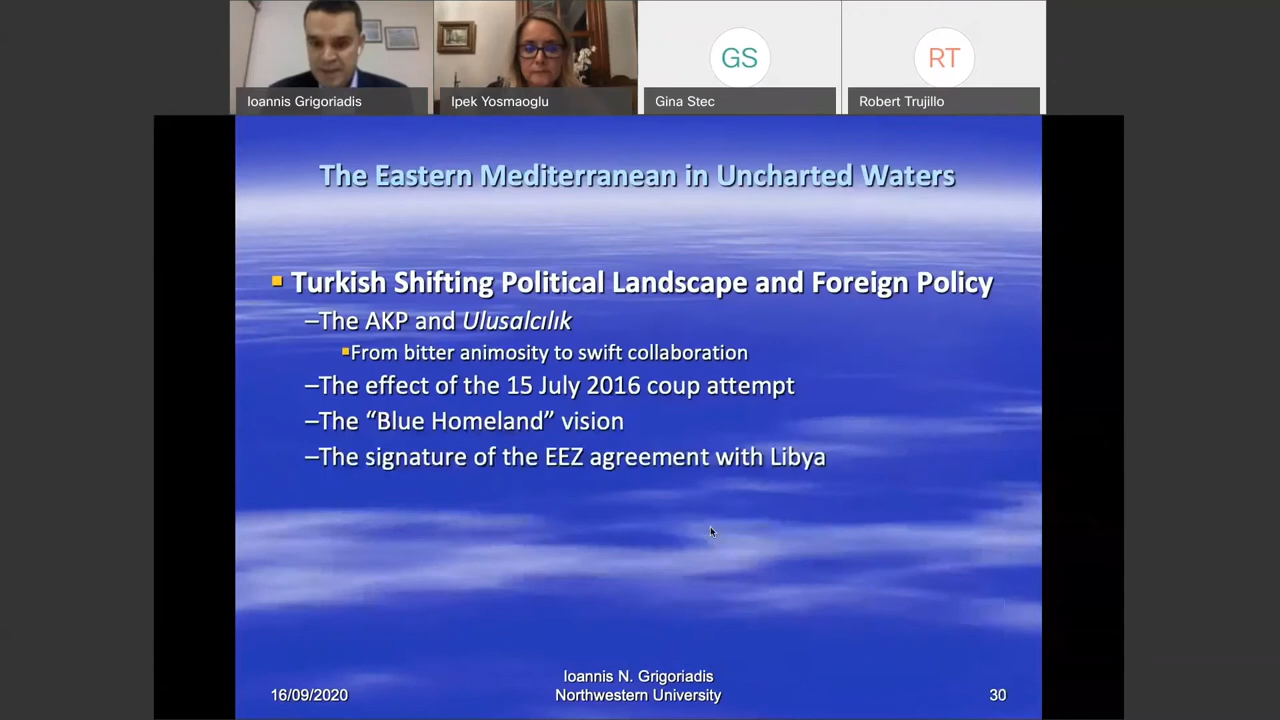 Ioannis Grigoriadis
Ipek Yosmaoglu
GS
Gina Stec
RT
Robert Trujillo
The Eastern Mediterranean in Uncharted Waters
▪ Turkish Shifting Political Landscape and Foreign Policy
–The AKP and Ulusalcılık
▪From bitter animosity to swift collaboration
–The effect of the 15 July 2016 coup attempt
–The “Blue Homeland” vision
–The signature of the EEZ agreement with Libya
16/09/2020
Ioannis N. Grigoriadis
Northwestern University
30